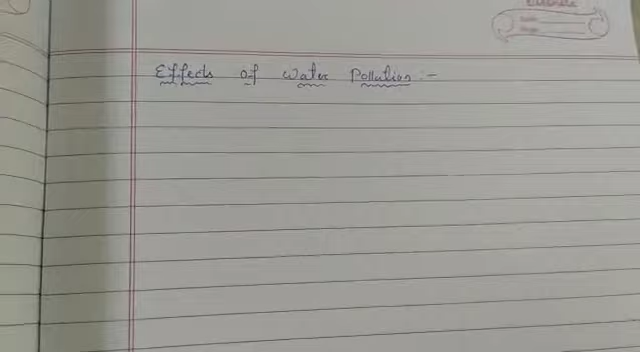 Effects of Water Pollution :-